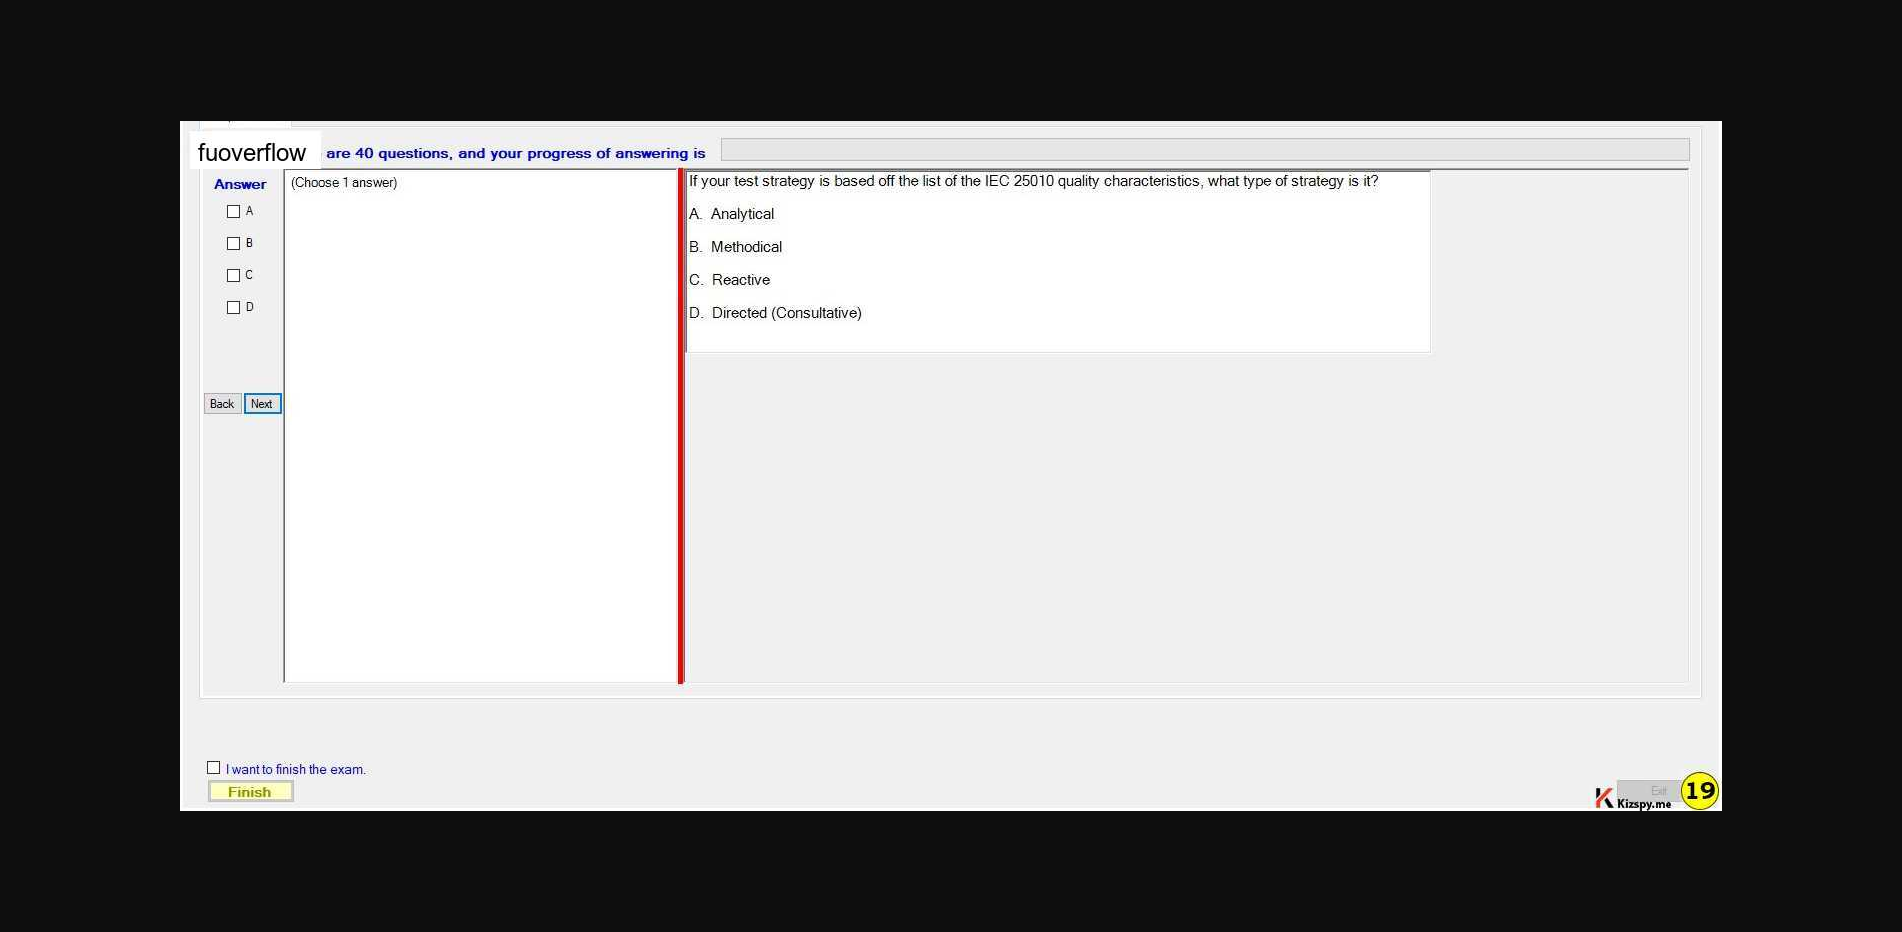 fuoverflow are 40 questions, and your progress of answering is
Answer
(Choose 1 answer)
A
B
C
D
Back Next
If your test strategy is based off the list of the IEC 25010 quality characteristics, what type of strategy is it?
A. Analytical
B. Methodical
C. Reactive
D. Directed (Consultative)
I want to finish the exam.
Finish
Exit
Kizspy.me
19